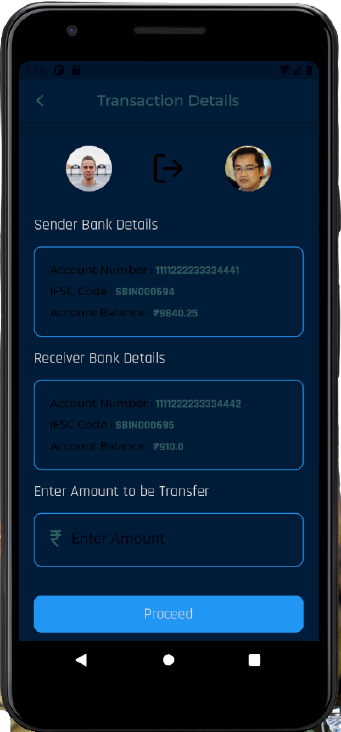 7:16
Transaction Details
Sender Bank Details
Account Number : 1111222233334441
IFSC Code : SBIN000694
Account Balance : ₹9840.25
Receiver Bank Details
Account Number : 1111222233334442
IFSC Code : SBIN000695
Account Balance : ₹910.0
Enter Amount to be Transfer
₹ Enter Amount
Proceed